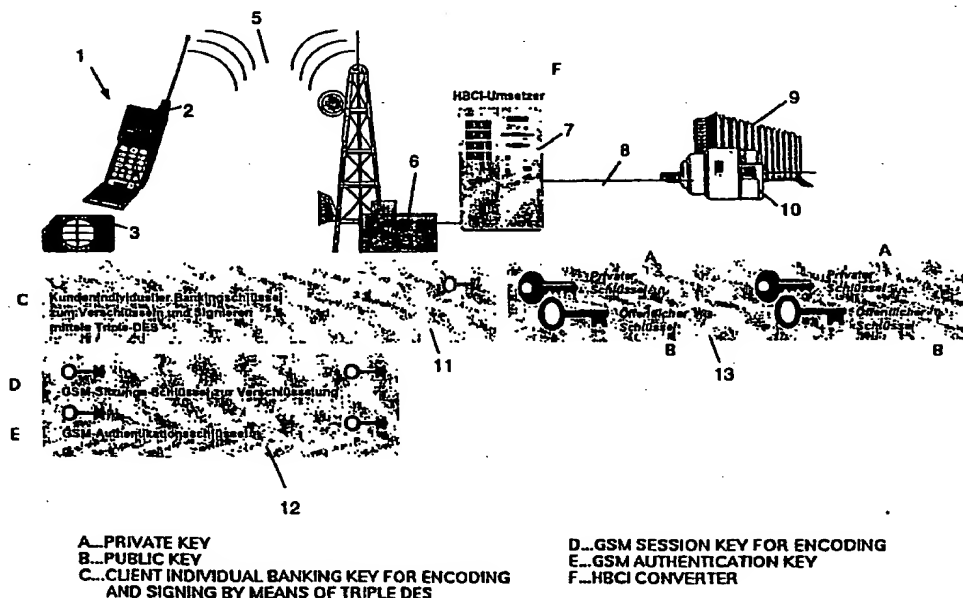 5
1
F
HBCI-Umsetzer
9
2
7
8
6
3
10
A
A
Privater Schlüssel
Privater Schlüssel
C
Kundenindividueller Bankingschlüssel
zum Verschlüsseln und Signieren
mittels Triple-DES
Öffentlicher Schlüssel
Öffentlicher Schlüssel
11
B
13
B
D
GSM-Sitzungs-Schlüssel zur Verschlüsselung
E
GSM-Authentikationsschlüssel
12
A...PRIVATE KEY
B...PUBLIC KEY
C...CLIENT INDIVIDUAL BANKING KEY FOR ENCODING
AND SIGNING BY MEANS OF TRIPLE DES
D...GSM SESSION KEY FOR ENCODING
E...GSM AUTHENTICATION KEY
F...HBCI CONVERTER